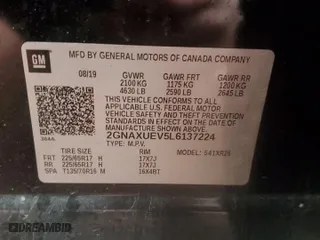 GM
MFD BY GENERAL MOTORS OF CANADA COMPANY
08/19 GVWR GAWR FRT GAWR RR
2100 KG 1175 KG 1200 KG
4630 LB 2590 LB 2645 LB
THIS VEHICLE CONFORMS TO ALL APPLICABLE
U.S. FEDERAL MOTOR VEHICLE
SAFETY, BUMPER, AND THEFT
PREVENTION STANDARDS IN EFFECT
ON THE DATE OF MANUFACTURE
SHOWN ABOVE.
2GNAXUEV5L6137224
TYPE: M.P.V. MODEL:
TIRE SIZE RIM
FRT 225/65R17 H 17X7J
RR 225/65R17 H 17X7J
SPA T135/70R16 M 16X4BT